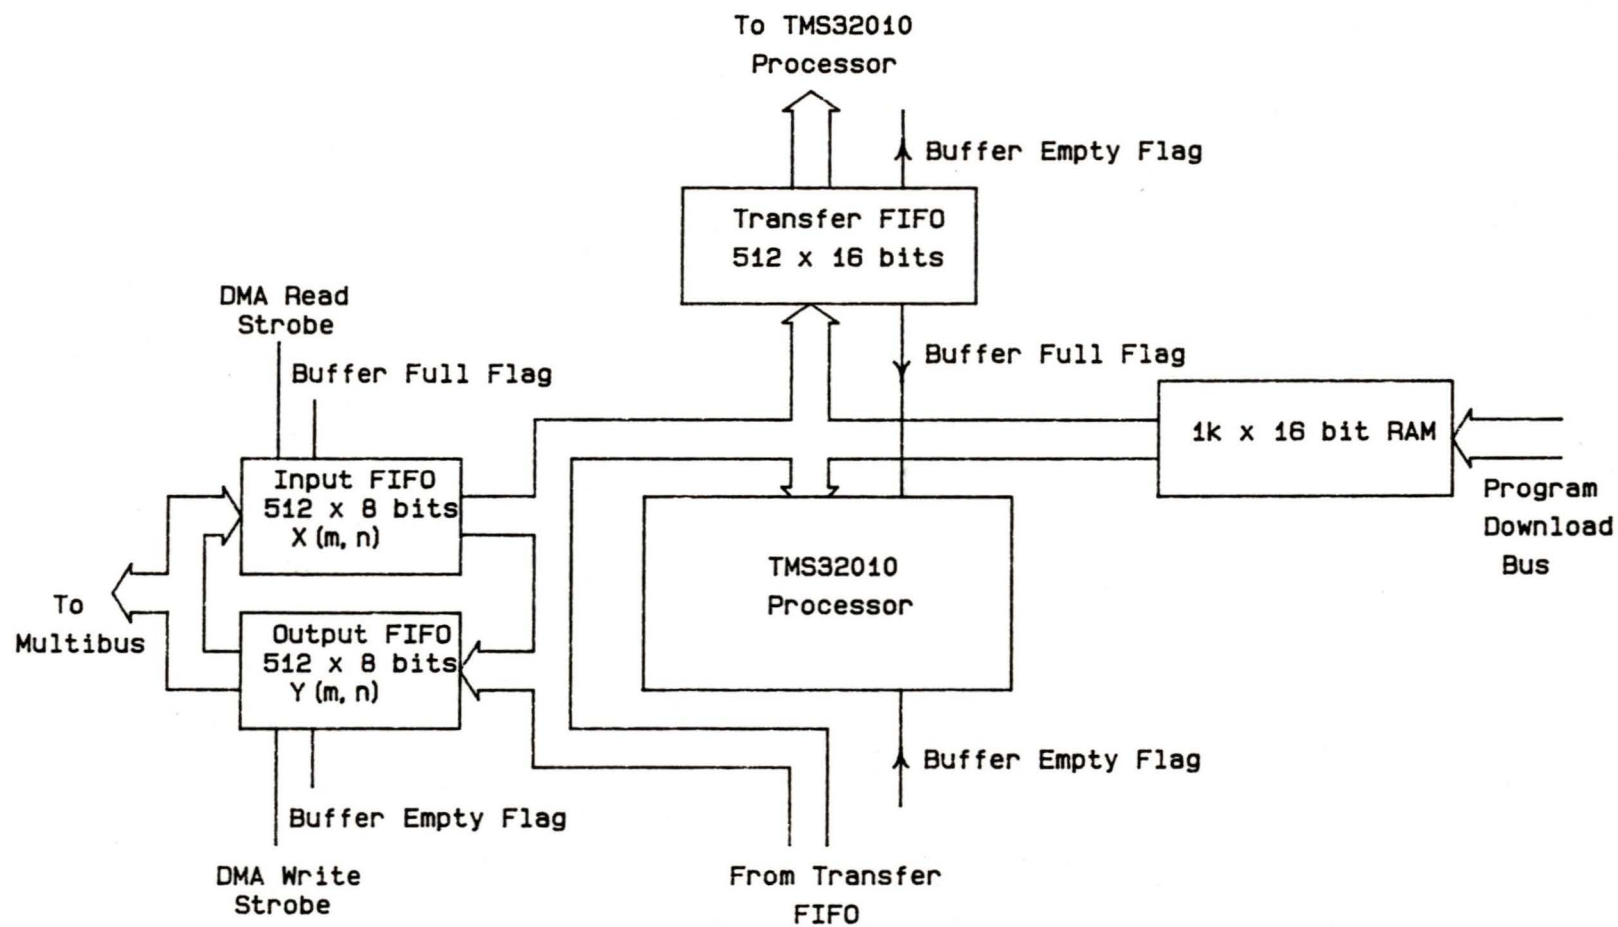 To TMS32010
Processor
Buffer Empty Flag
Transfer FIFO
512 x 16 bits
DMA Read
Strobe
Buffer Full Flag
Buffer Full Flag
1k x 16 bit RAM
Input FIFO
512 x 8 bits
X (m, n)
Program
Download
Bus
TMS32010
Processor
To
Multibus
Output FIFO
512 x 8 bits
Y (m, n)
Buffer Empty Flag
Buffer Empty Flag
DMA Write
Strobe
From Transfer
FIFO